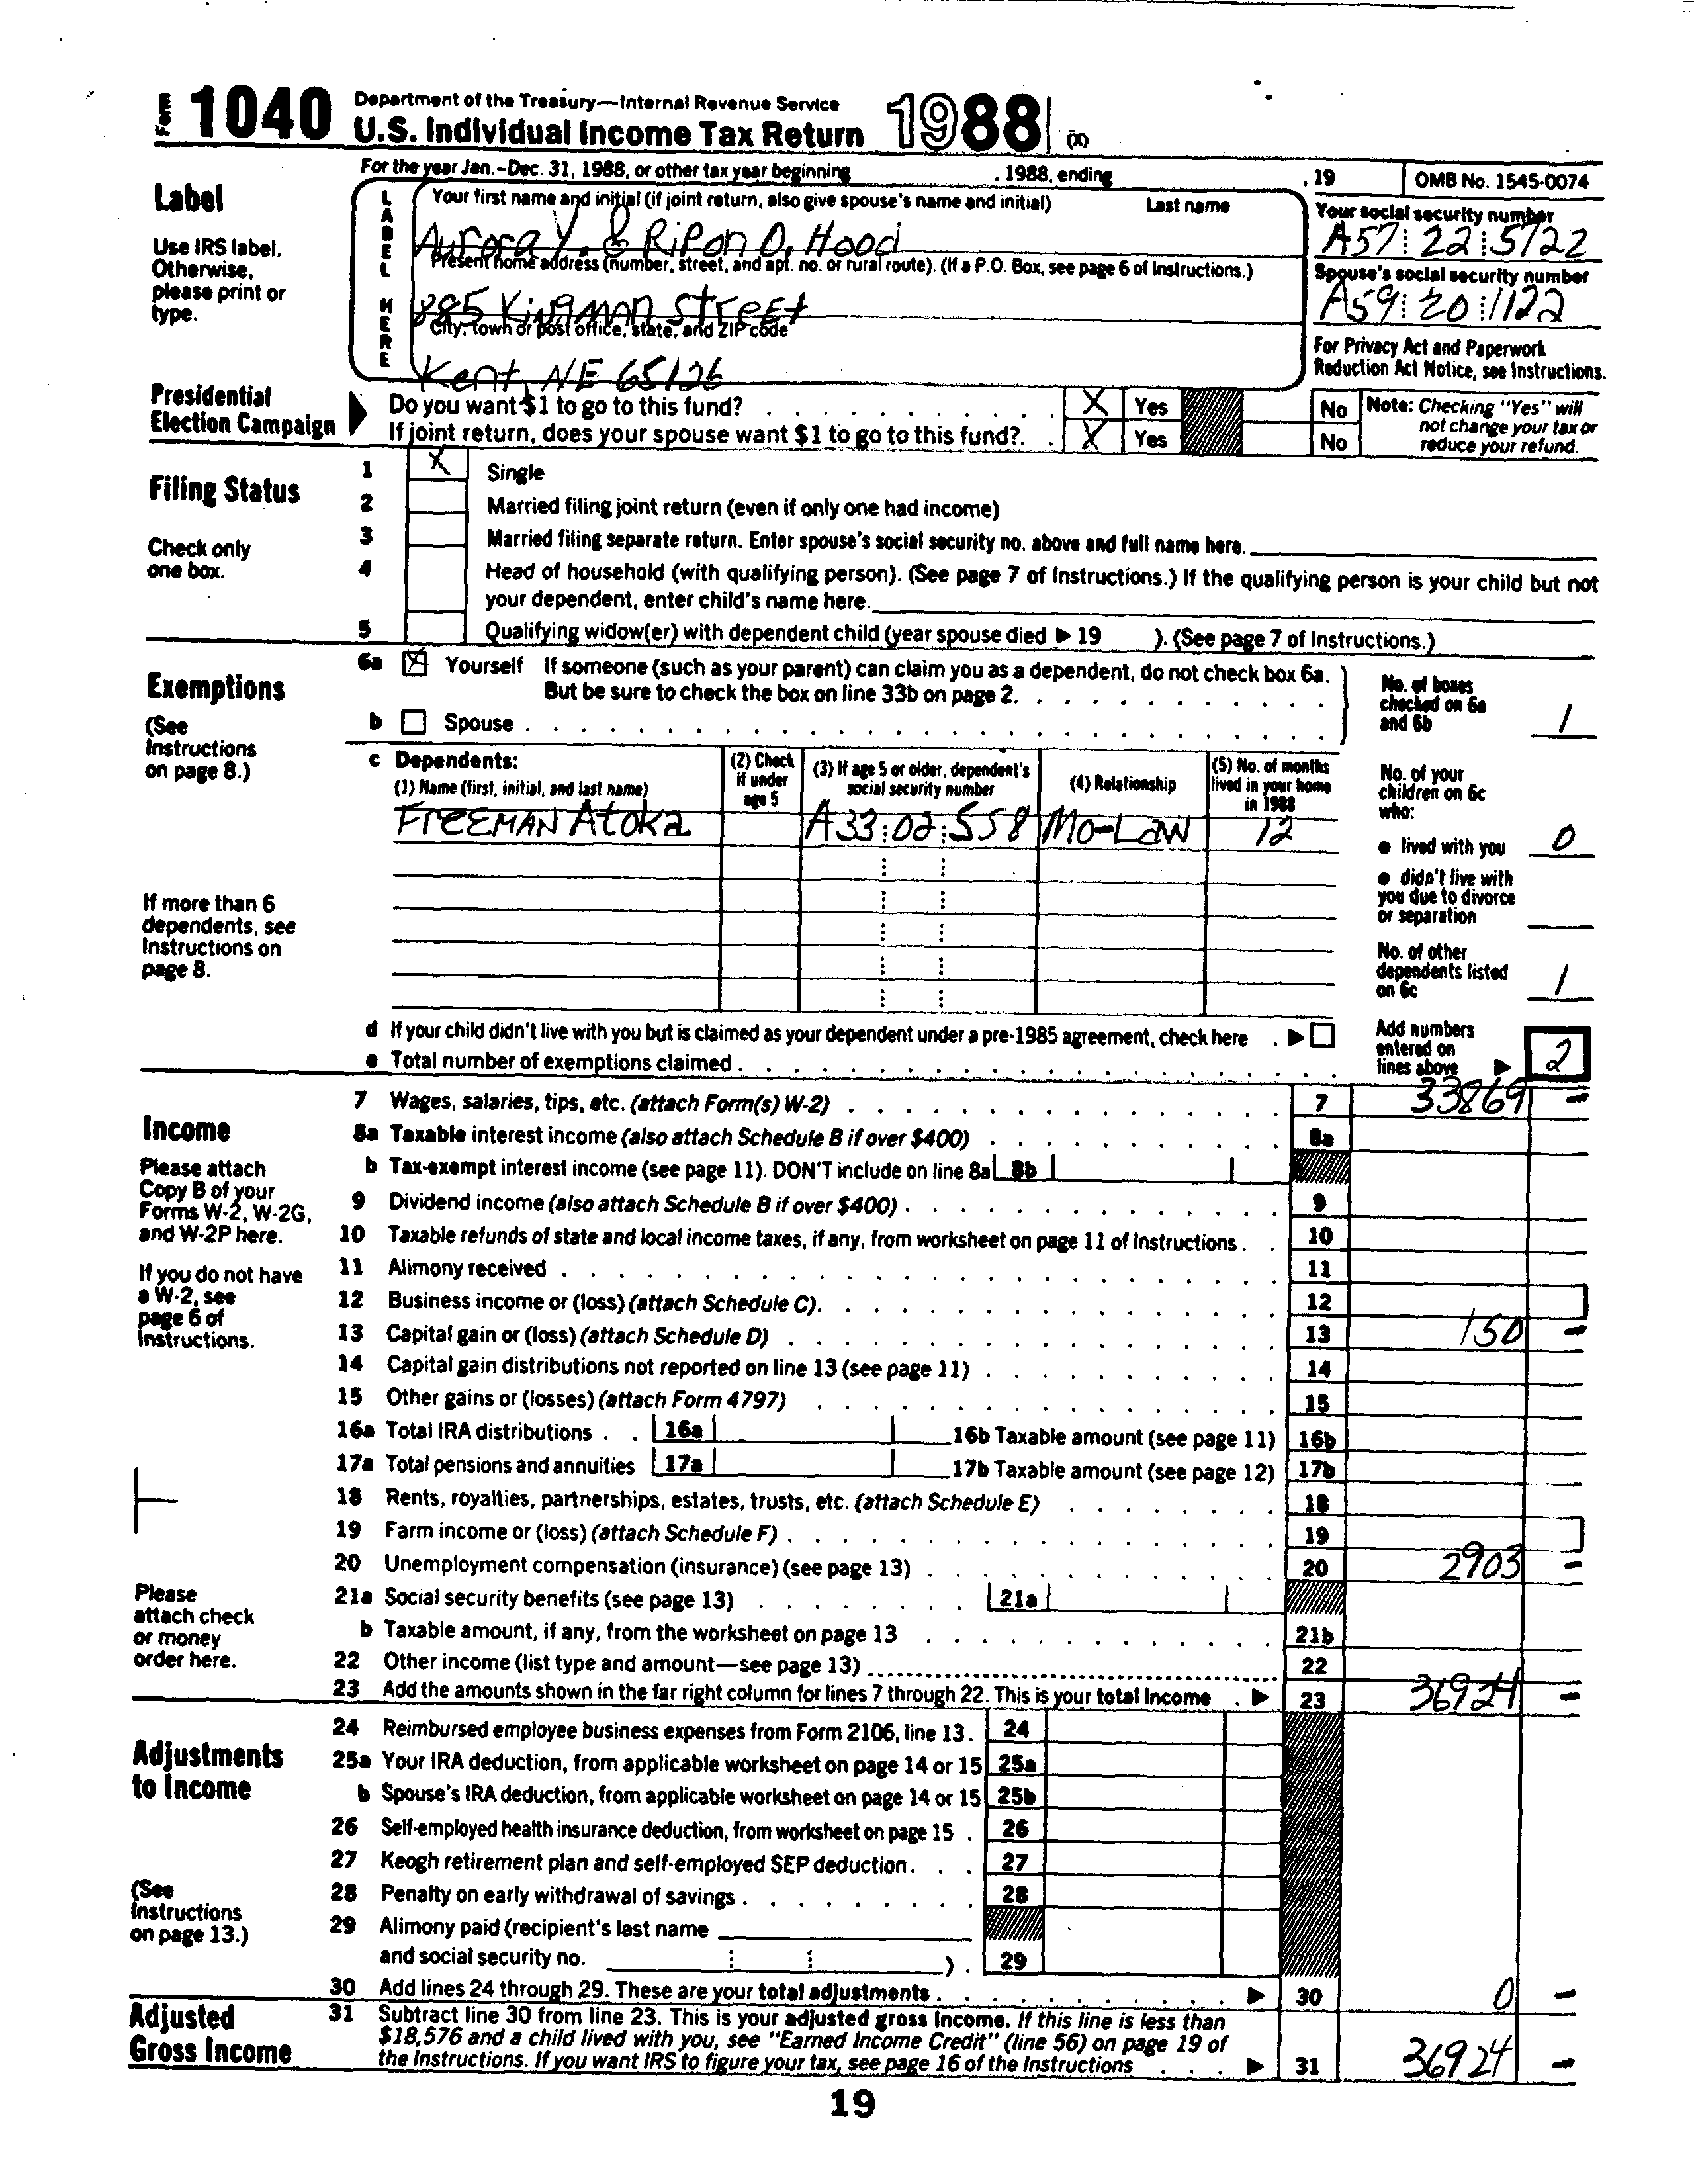 Form 1040 Department of the Treasury—Internal Revenue Service
U.S. Individual Income Tax Return 1988 (X)
For the year Jan.-Dec. 31, 1988, or other tax year beginning , 1988, ending , 19 OMB No. 1545-0074
Label
Use IRS label.
Otherwise,
please print or
type.
LABEL HERE
Your first name and initial (if joint return, also give spouse's name and initial) Last name
Aurora Y. & Ripon O. Hood
Your social security number
A57 22 5122
Present home address (number, street, and apt. no. or rural route). (If a P.O. Box, see page 6 of Instructions.)
885 Kingman Street
Spouse's social security number
A59 20 1122
City, town or post office, state, and ZIP code
Kent, NE 65126
For Privacy Act and Paperwork
Reduction Act Notice, see Instructions.
Presidential
Election Campaign
Do you want $1 to go to this fund? X Yes No
If joint return, does your spouse want $1 to go to this fund? X Yes No
Note: Checking "Yes" will
not change your tax or
reduce your refund.
Filing Status
Check only
one box.
1 X Single
2 Married filing joint return (even if only one had income)
3 Married filing separate return. Enter spouse's social security no. above and full name here.
4 Head of household (with qualifying person). (See page 7 of Instructions.) If the qualifying person is your child but not
your dependent, enter child's name here.
5 Qualifying widow(er) with dependent child (year spouse died ▶ 19 ). (See page 7 of Instructions.)
Exemptions
(See
Instructions
on page 8.)
6a X Yourself If someone (such as your parent) can claim you as a dependent, do not check box 6a.
But be sure to check the box on line 33b on page 2.
b Spouse
No. of boxes
checked on 6a
and 6b 1
c Dependents:
(1) Name (first, initial, and last name)
(2) Check
if under
age 5
(3) If age 5 or older, dependent's
social security number
(4) Relationship
(5) No. of months
lived in your home
in 1988
FREEMAN Atoka A33 02 558 Mo-Law 12
If more than 6
dependents, see
Instructions on
page 8.
No. of your
children on 6c
who:
● lived with you 0
● didn't live with
you due to divorce
or separation
No. of other
dependents listed
on 6c 1
d If your child didn't live with you but is claimed as your dependent under a pre-1985 agreement, check here ▶
e Total number of exemptions claimed
Add numbers
entered on
lines above ▶ 2
Income
Please attach
Copy B of your
Forms W-2, W-2G,
and W-2P here.
If you do not have
a W-2, see
page 6 of
Instructions.
Please
attach check
or money
order here.
7 Wages, salaries, tips, etc. (attach Form(s) W-2) 7 33869 –
8a Taxable interest income (also attach Schedule B if over $400) 8a
b Tax-exempt interest income (see page 11). DON'T include on line 8a 8b
9 Dividend income (also attach Schedule B if over $400) 9
10 Taxable refunds of state and local income taxes, if any, from worksheet on page 11 of Instructions 10
11 Alimony received 11
12 Business income or (loss) (attach Schedule C) 12
13 Capital gain or (loss) (attach Schedule D) 13 150 –
14 Capital gain distributions not reported on line 13 (see page 11) 14
15 Other gains or (losses) (attach Form 4797) 15
16a Total IRA distributions 16a 16b Taxable amount (see page 11) 16b
17a Total pensions and annuities 17a 17b Taxable amount (see page 12) 17b
18 Rents, royalties, partnerships, estates, trusts, etc. (attach Schedule E) 18
19 Farm income or (loss) (attach Schedule F) 19
20 Unemployment compensation (insurance) (see page 13) 20 2903 –
21a Social security benefits (see page 13) 21a
b Taxable amount, if any, from the worksheet on page 13 21b
22 Other income (list type and amount—see page 13) 22
23 Add the amounts shown in the far right column for lines 7 through 22. This is your total income ▶ 23 36924 –
Adjustments
to Income
(See
Instructions
on page 13.)
24 Reimbursed employee business expenses from Form 2106, line 13. 24
25a Your IRA deduction, from applicable worksheet on page 14 or 15 25a
b Spouse's IRA deduction, from applicable worksheet on page 14 or 15 25b
26 Self-employed health insurance deduction, from worksheet on page 15 26
27 Keogh retirement plan and self-employed SEP deduction 27
28 Penalty on early withdrawal of savings 28
29 Alimony paid (recipient's last name
and social security no. ) 29
30 Add lines 24 through 29. These are your total adjustments ▶ 30 0 –
Adjusted
Gross Income
31 Subtract line 30 from line 23. This is your adjusted gross income. If this line is less than
$18,576 and a child lived with you, see "Earned Income Credit" (line 56) on page 19 of
the Instructions. If you want IRS to figure your tax, see page 16 of the Instructions ▶ 31 36924 –
19